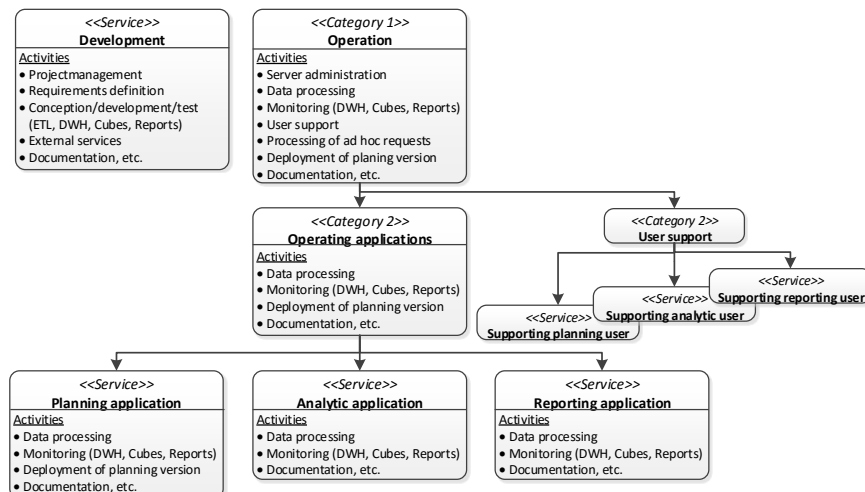 <<Service>>
Development
Activities
• Projectmanagement
• Requirements definition
• Conception/development/test
(ETL, DWH, Cubes, Reports)
• External services
• Documentation, etc.
<<Category 1>>
Operation
Activities
• Server administration
• Data processing
• Monitoring (DWH, Cubes, Reports)
• User support
• Processing of ad hoc requests
• Deployment of planing version
• Documentation, etc.
<<Category 2>>
Operating applications
Activities
• Data processing
• Monitoring (DWH, Cubes, Reports)
• Deployment of planning version
• Documentation, etc.
<<Category 2>>
User support
<<Service>>
Supporting reporting user
<<Service>>
Supporting analytic user
<<Service>>
Supporting planning user
<<Service>>
Planning application
Activities
• Data processing
• Monitoring (DWH, Cubes, Reports)
• Deployment of planning version
• Documentation, etc.
<<Service>>
Analytic application
Activities
• Data processing
• Monitoring (DWH, Cubes, Reports)
• Documentation, etc.
<<Service>>
Reporting application
Activities
• Data processing
• Monitoring (DWH, Cubes, Reports)
• Documentation, etc.